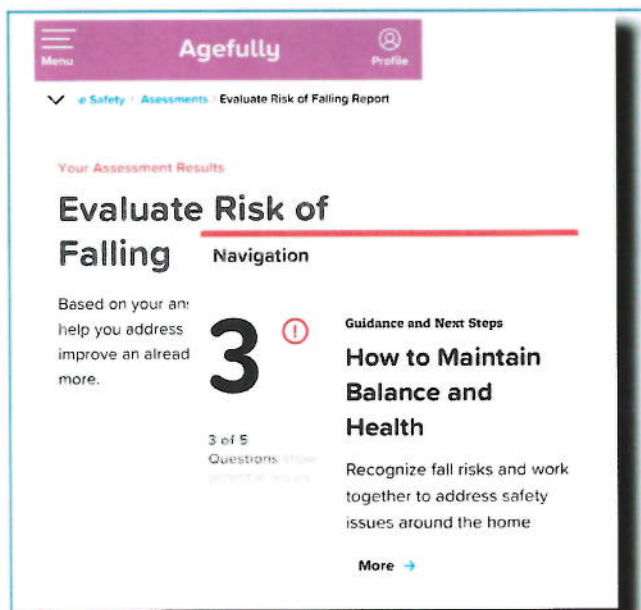 Menu
Agefully
Profile
e Safety Asessments Evaluate Risk of Falling Report
Your Assessment Results
Evaluate Risk of
Falling
Based on your an
help you address
improve an alread
more.
Navigation
3
3 of 5
Questions show
potential issues
Guidance and Next Steps
How to Maintain
Balance and
Health
Recognize fall risks and work
together to address safety
issues around the home
More →